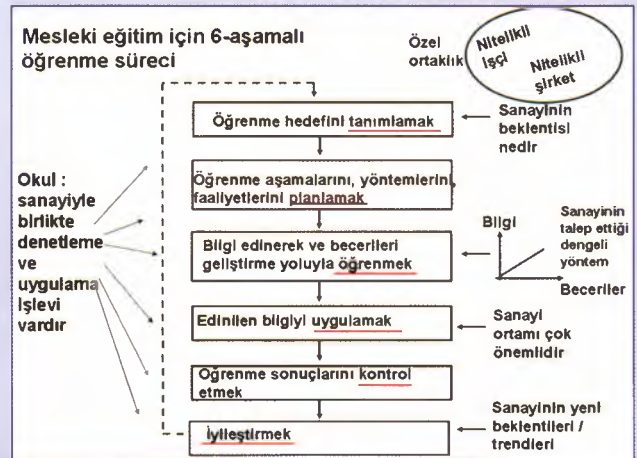 Mesleki eğitim için 6-aşamalı
öğrenme süreci
Özel
ortaklık
Nitelikli
işçi
Nitelikli
şirket
Öğrenme hedefini tanımlamak
Sanayinin
beklentisi
nedir
Öğrenme aşamalarını, yöntemlerini,
faaliyetlerini planlamak
Okul :
sanayiyle
birlikte
denetleme
ve
uygulama
işlevi
vardır
Bilgi edinerek ve becerileri
geliştirme yoluyla öğrenmek
Bilgi
Sanayinin
talep ettiği
dengeli
yöntem
Beceriler
Edinilen bilgiyi uygulamak
Sanayi
ortamı çok
önemlidir
Öğrenme sonuçlarını kontrol
etmek
İyileştirmek
Sanayinin yeni
beklentileri /
trendleri